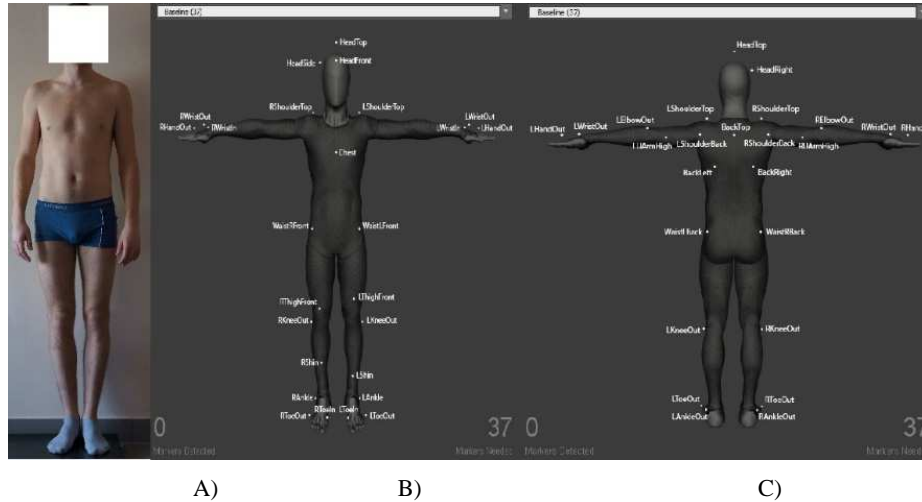 Baseline (37)
HeadTop
HeadSide
HeadFront
RShoulderTop
LShoulderTop
RWristOut
RHandOut
RWristIn
LWristOut
LWristIn
LHandOut
Chest
WaistRFront
WaistLFront
RThighFront
LThighFront
RKneeOut
LKneeOut
RShin
LShin
RAnkle
LAnkle
RToeIn
LToeIn
RToeOut
LToeOut
0
37
Markers Detected
Markers Needed
Baseline (37)
HeadTop
HeadRight
LShoulderTop
RShoulderTop
LElbowOut
RElbowOut
LHandOut
LWristOut
BackTop
RWristOut
RHandOut
LUArmHigh
LShoulderBack
RShoulderBack
RUArmHigh
BackLeft
BackRight
WaistLBack
WaistRBack
LKneeOut
RKneeOut
LToeOut
RToeOut
LAnkleOut
RAnkleOut
0
37
Markers Detected
A)
B)
C)